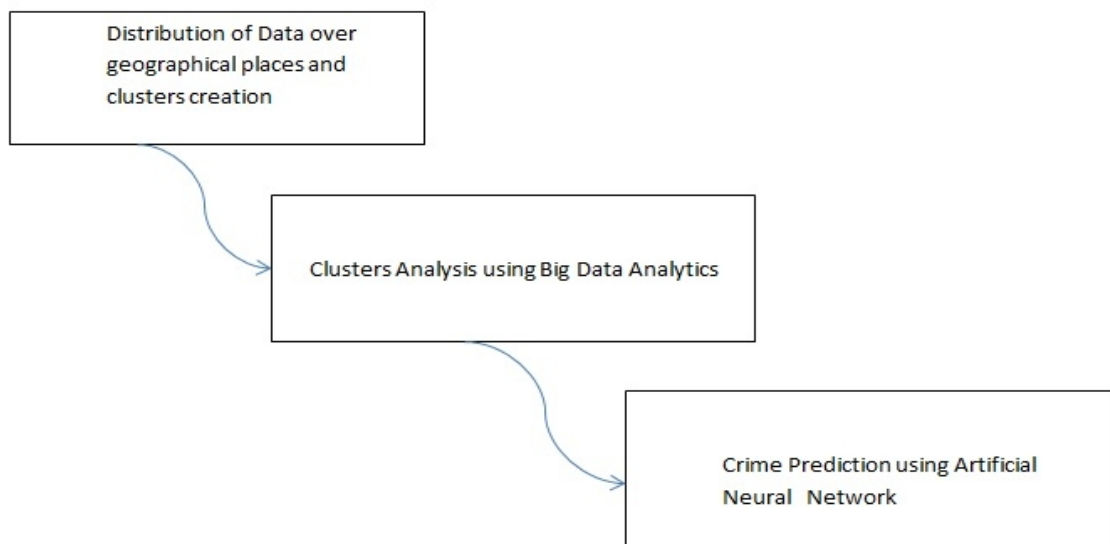 Distribution of Data over
geographical places and
clusters creation
Clusters Analysis using Big Data Analytics
Crime Prediction using Artificial
Neural Network